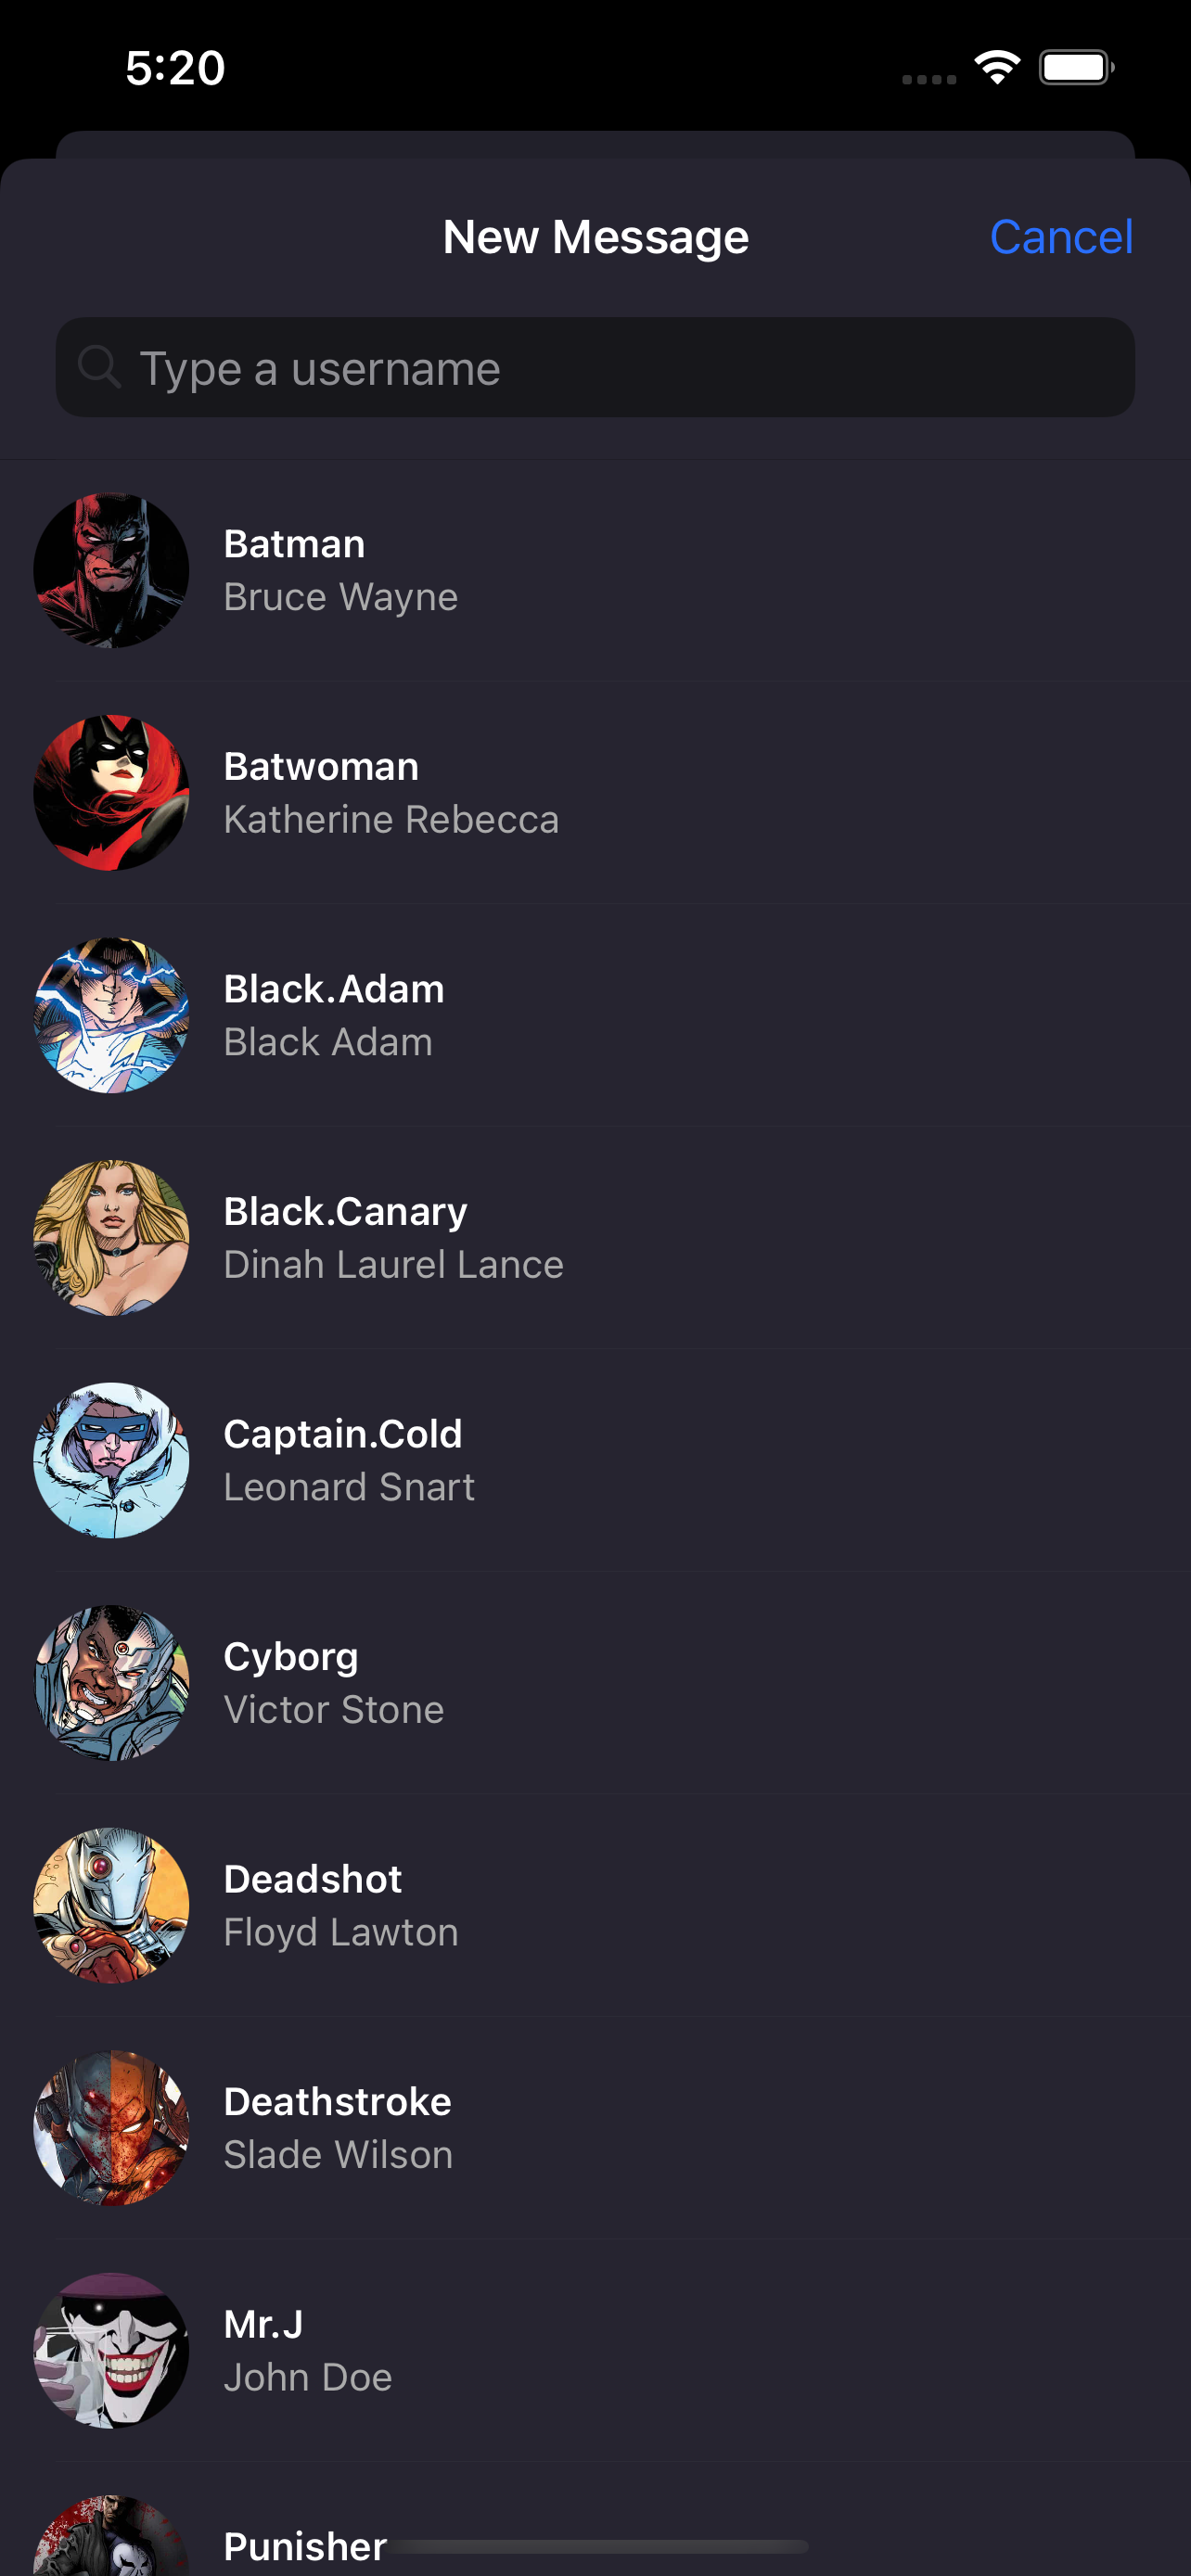 5:20
New Message
Cancel
Type a username
Batman
Bruce Wayne
Batwoman
Katherine Rebecca
Black.Adam
Black Adam
Black.Canary
Dinah Laurel Lance
Captain.Cold
Leonard Snart
Cyborg
Victor Stone
Deadshot
Floyd Lawton
Deathstroke
Slade Wilson
Mr.J
John Doe
Punisher